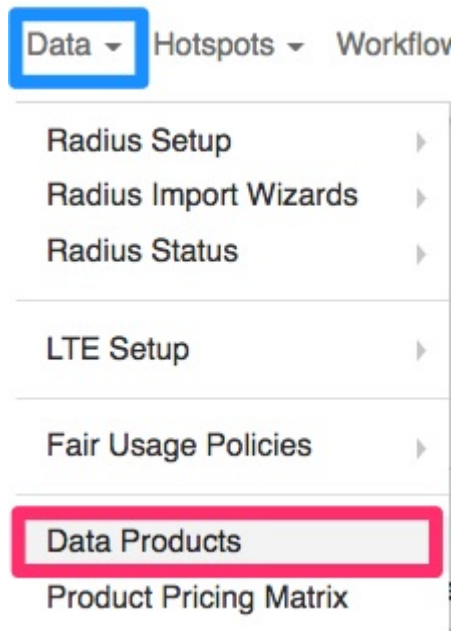 Data Hotspots Workflow
Radius Setup
Radius Import Wizards
Radius Status
LTE Setup
Fair Usage Policies
Data Products
Product Pricing Matrix